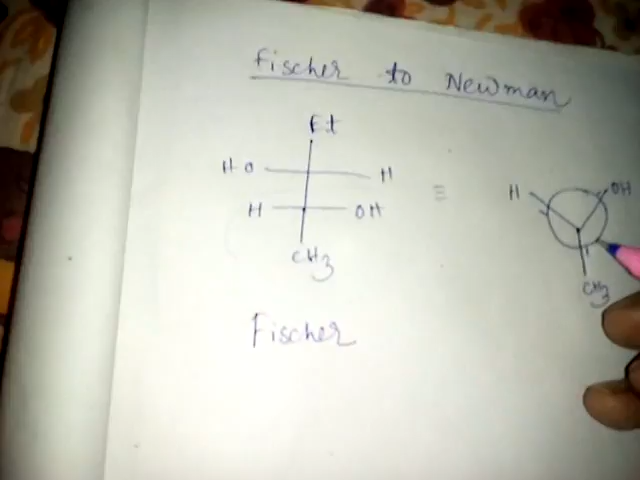 Fischer to Newman
Et
HO H
H OH
CH3
≡
H OH
CH3
Fischer